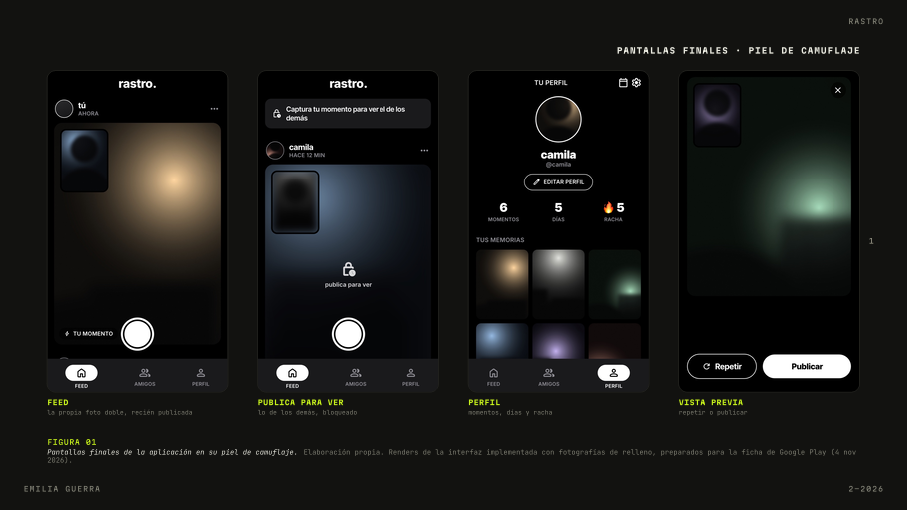 RASTRO
PANTALLAS FINALES · PIEL DE CAMUFLAJE
rastro.
tú
AHORA
TU MOMENTO
FEED
AMIGOS
PERFIL
FEED
la propia foto doble, recién publicada
rastro.
Captura tu momento para ver el de los
demás
camila
HACE 12 MIN
publica para ver
FEED
AMIGOS
PERFIL
PUBLICA PARA VER
lo de los demás, bloqueado
TU PERFIL
camila
@camila
EDITAR PERFIL
6 5 🔥5
MOMENTOS DÍAS RACHA
TUS MEMORIAS
FEED
AMIGOS
PERFIL
PERFIL
momentos, días y racha
Repetir
Publicar
VISTA PREVIA
repetir o publicar
1
FIGURA 01
Pantallas finales de la aplicación en su piel de camuflaje. Elaboración propia. Renders de la interfaz implementada con fotografías de relleno, preparados para la ficha de Google Play (4 nov
2026).
EMILIA GUERRA
2–2026